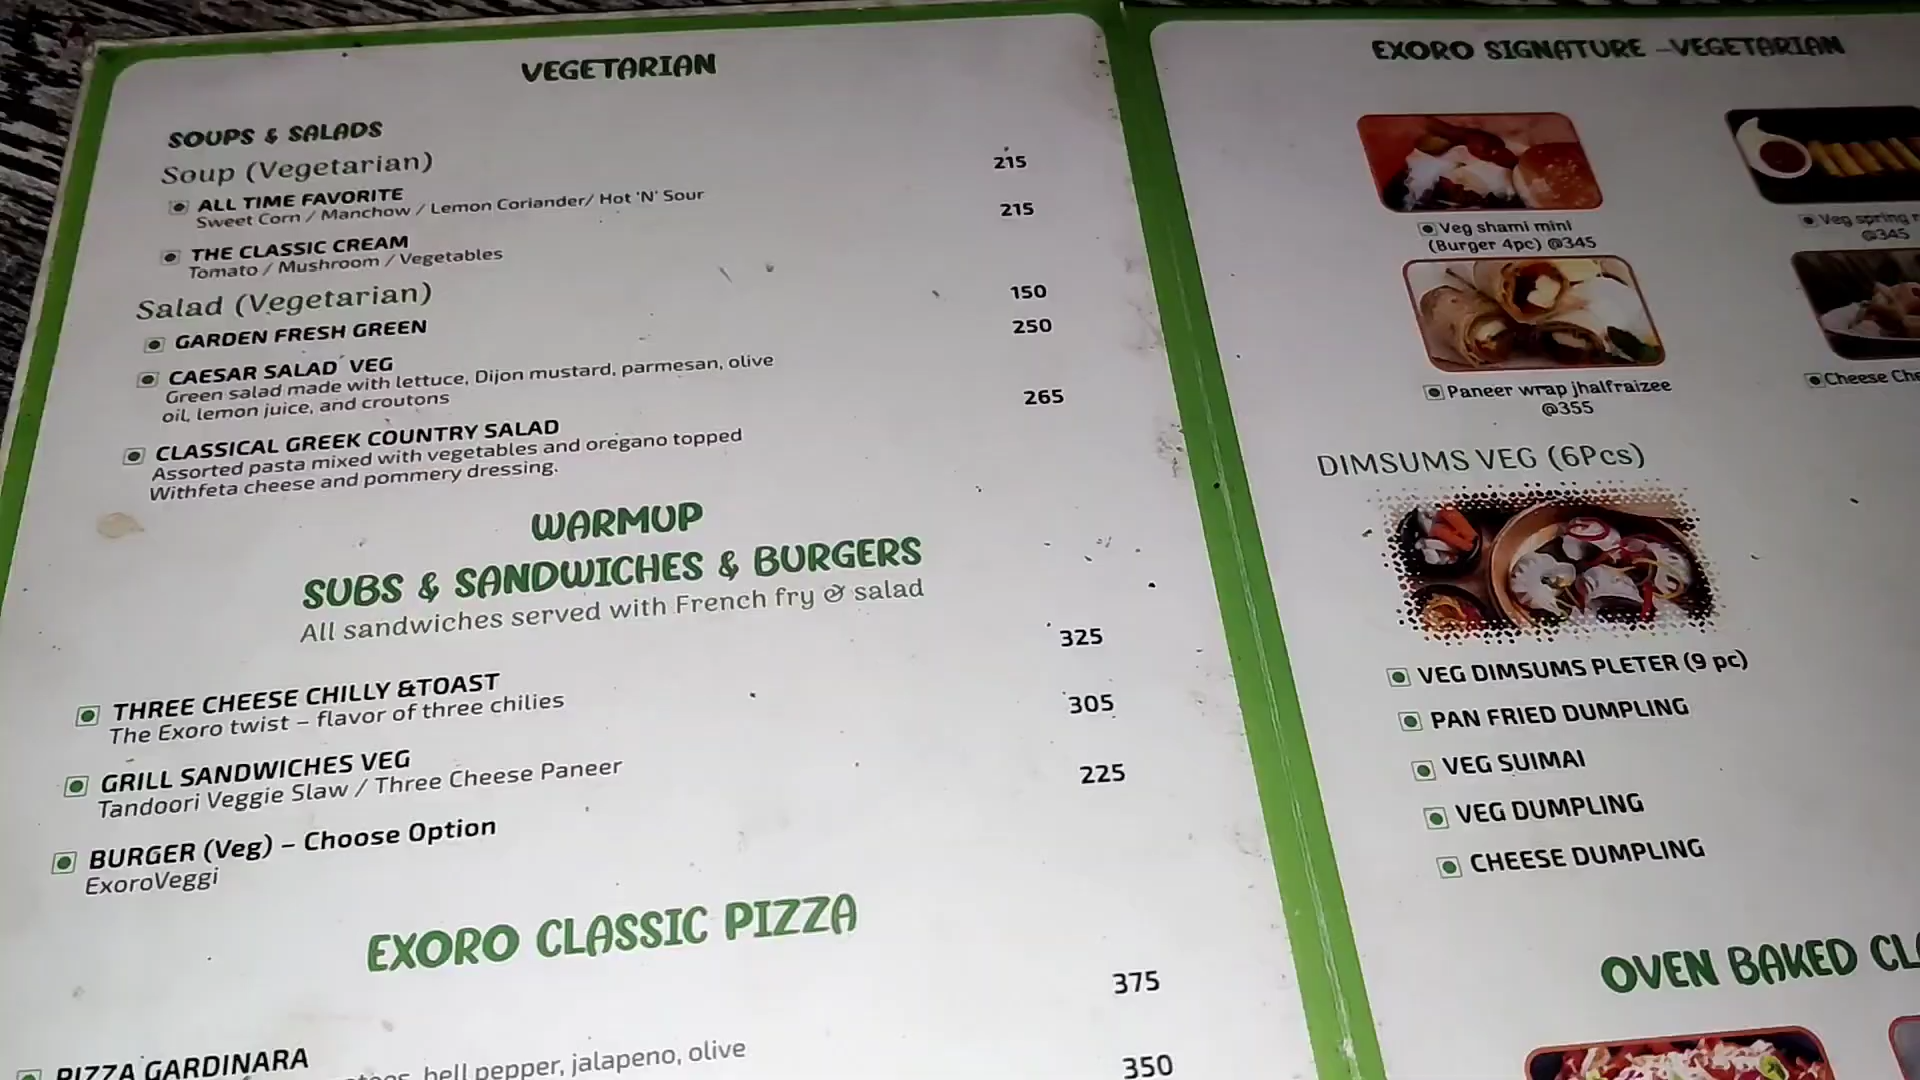 VEGETARIAN
SOUPS & SALADS
Soup (Vegetarian)
ALL TIME FAVORITE 215
Sweet Corn / Manchow / Lemon Coriander/ Hot 'N' Sour
THE CLASSIC CREAM 215
Tomato / Mushroom / Vegetables
Salad (Vegetarian)
GARDEN FRESH GREEN 150
CAESAR SALAD VEG 250
Green salad made with lettuce, Dijon mustard, parmesan, olive
oil, lemon juice, and croutons
CLASSICAL GREEK COUNTRY SALAD 265
Assorted pasta mixed with vegetables and oregano topped
Withfeta cheese and pommery dressing.
WARMUP
SUBS & SANDWICHES & BURGERS
All sandwiches served with French fry & salad
THREE CHEESE CHILLY &TOAST 325
The Exoro twist – flavor of three chilies
GRILL SANDWICHES VEG 305
Tandoori Veggie Slaw / Three Cheese Paneer
BURGER (Veg) – Choose Option 225
ExoroVeggi
EXORO CLASSIC PIZZA
375
PIZZA GARDINARA
bell pepper, jalapeno, olive
350
EXORO SIGNATURE –VEGETARIAN
Veg shami mini
(Burger 4pc) @345
Veg spring
@345
Paneer wrap jhalfraizee
@355
Cheese
DIMSUMS VEG (6Pcs)
VEG DIMSUMS PLETER (9 pc)
PAN FRIED DUMPLING
VEG SUIMAI
VEG DUMPLING
CHEESE DUMPLING
OVEN BAKED